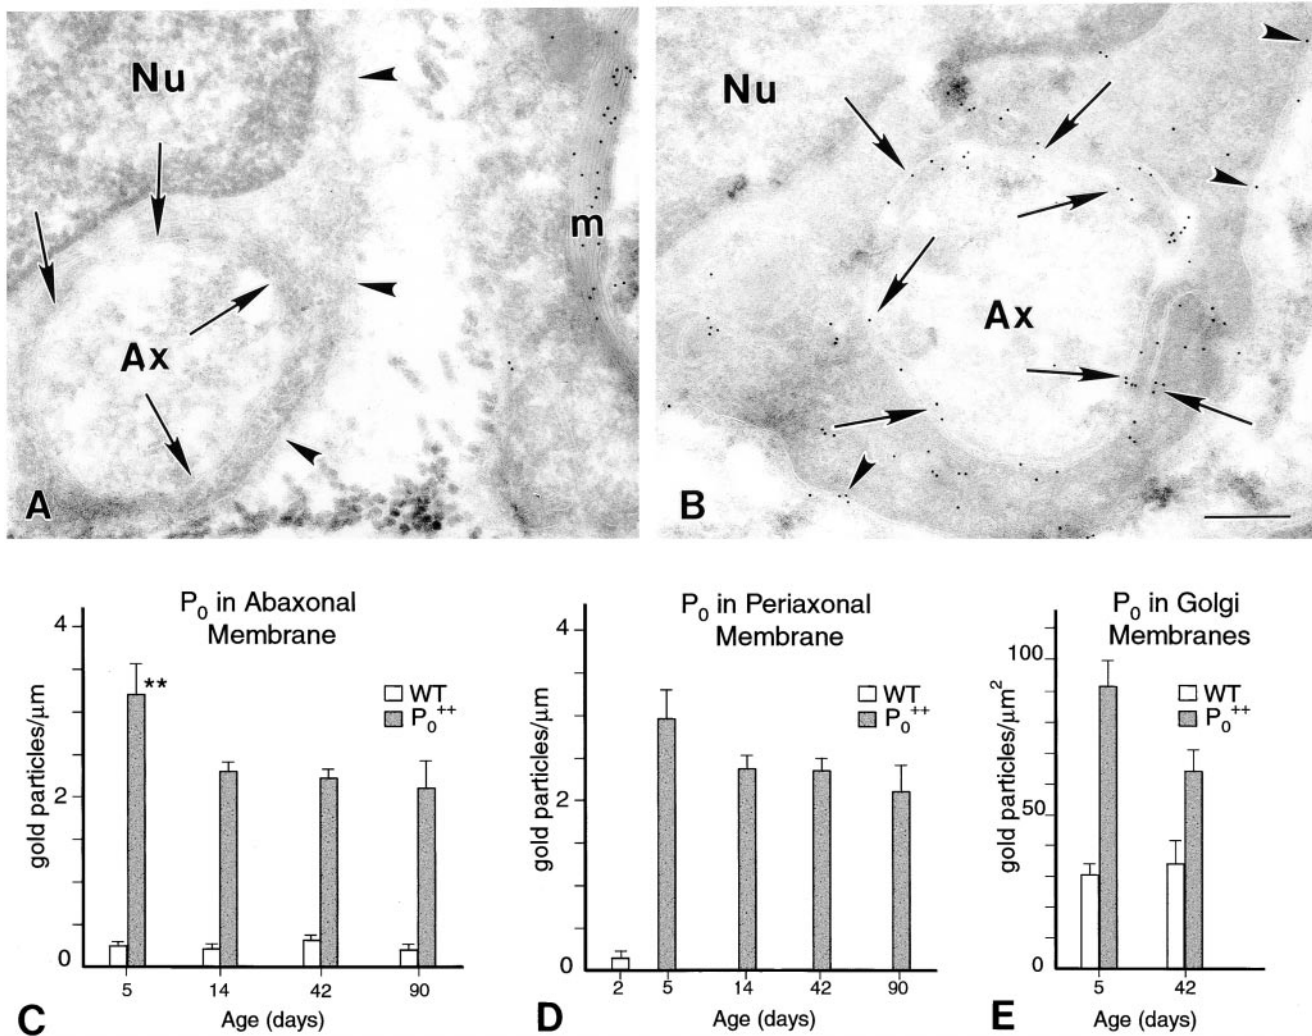 Nu
Ax
m
A
Nu
Ax
B
P₀ in Abaxonal
Membrane
4
2
0
gold particles/μm
**
WT
P₀⁺⁺
5 14 42 90
Age (days)
C
P₀ in Periaxonal
Membrane
4
2
0
gold particles/μm
WT
P₀⁺⁺
2 5 14 42 90
Age (days)
D
P₀ in Golgi
Membranes
100
50
0
gold particles/μm²
WT
P₀⁺⁺
5 42
Age (days)
E